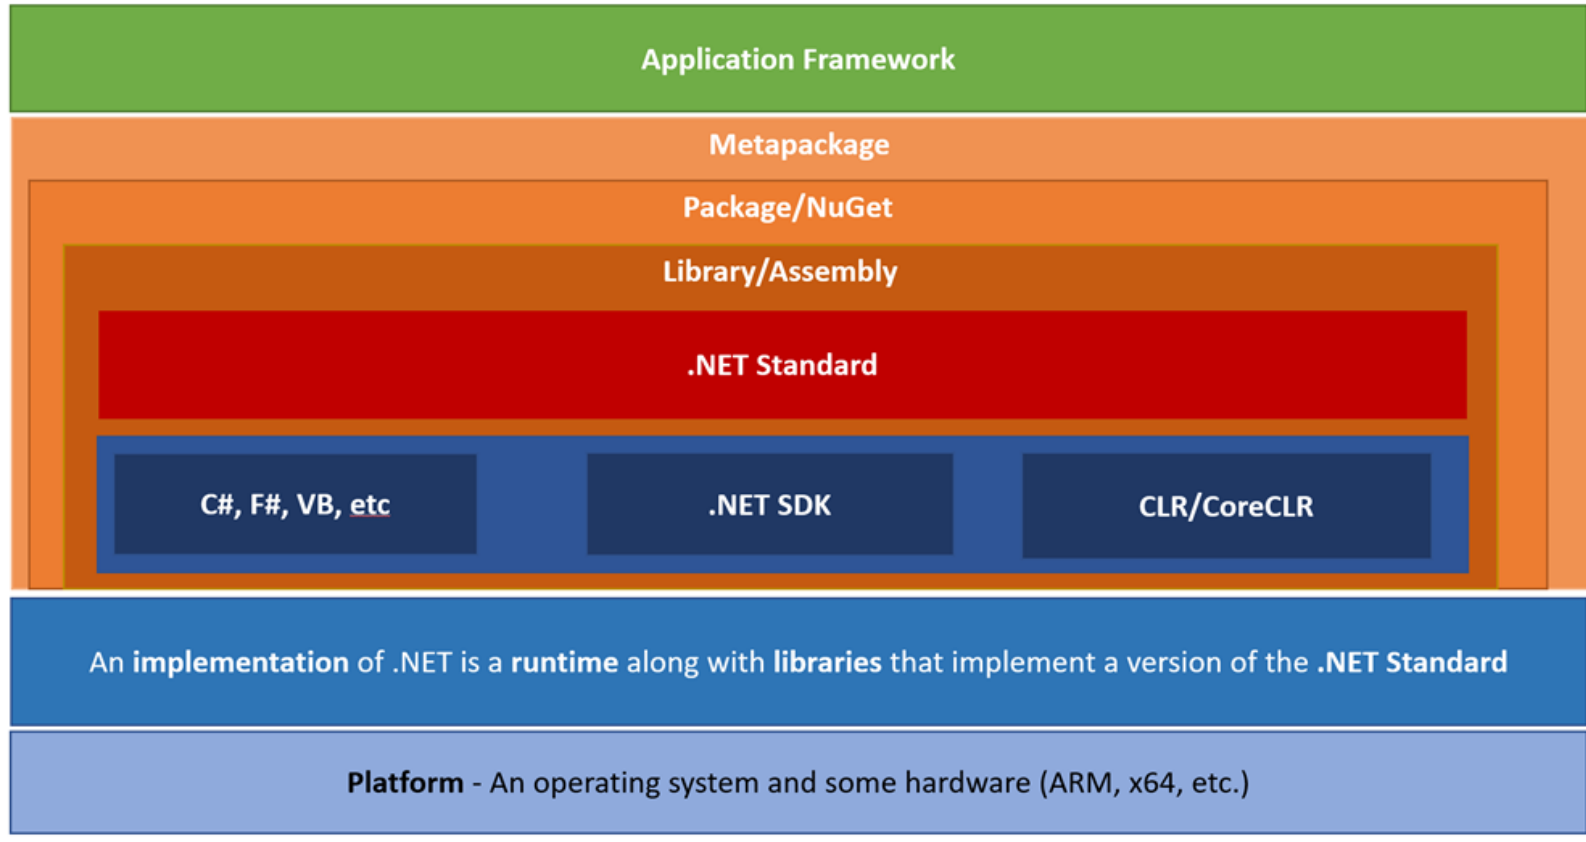 Application Framework
Metapackage
Package/NuGet
Library/Assembly
.NET Standard
C#, F#, VB, etc
.NET SDK
CLR/CoreCLR
An implementation of .NET is a runtime along with libraries that implement a version of the .NET Standard
Platform - An operating system and some hardware (ARM, x64, etc.)